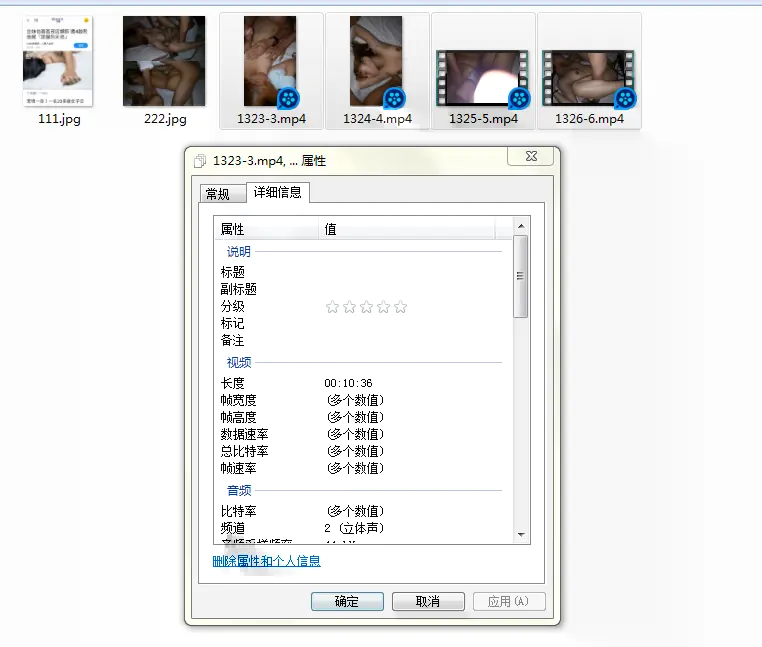 111.jpg
222.jpg
1323-3.mp4
1324-4.mp4
1325-5.mp4
1326-6.mp4
1323-3.mp4, ... 属性
常规
详细信息
属性 值
说明
标题
副标题
分级
标记
备注
视频
长度 00:10:36
帧宽度 (多个数值)
帧高度 (多个数值)
数据速率 (多个数值)
总比特率 (多个数值)
帧速率 (多个数值)
音频
比特率 (多个数值)
频道 2 (立体声)
删除属性和个人信息
确定
取消
应用(A)